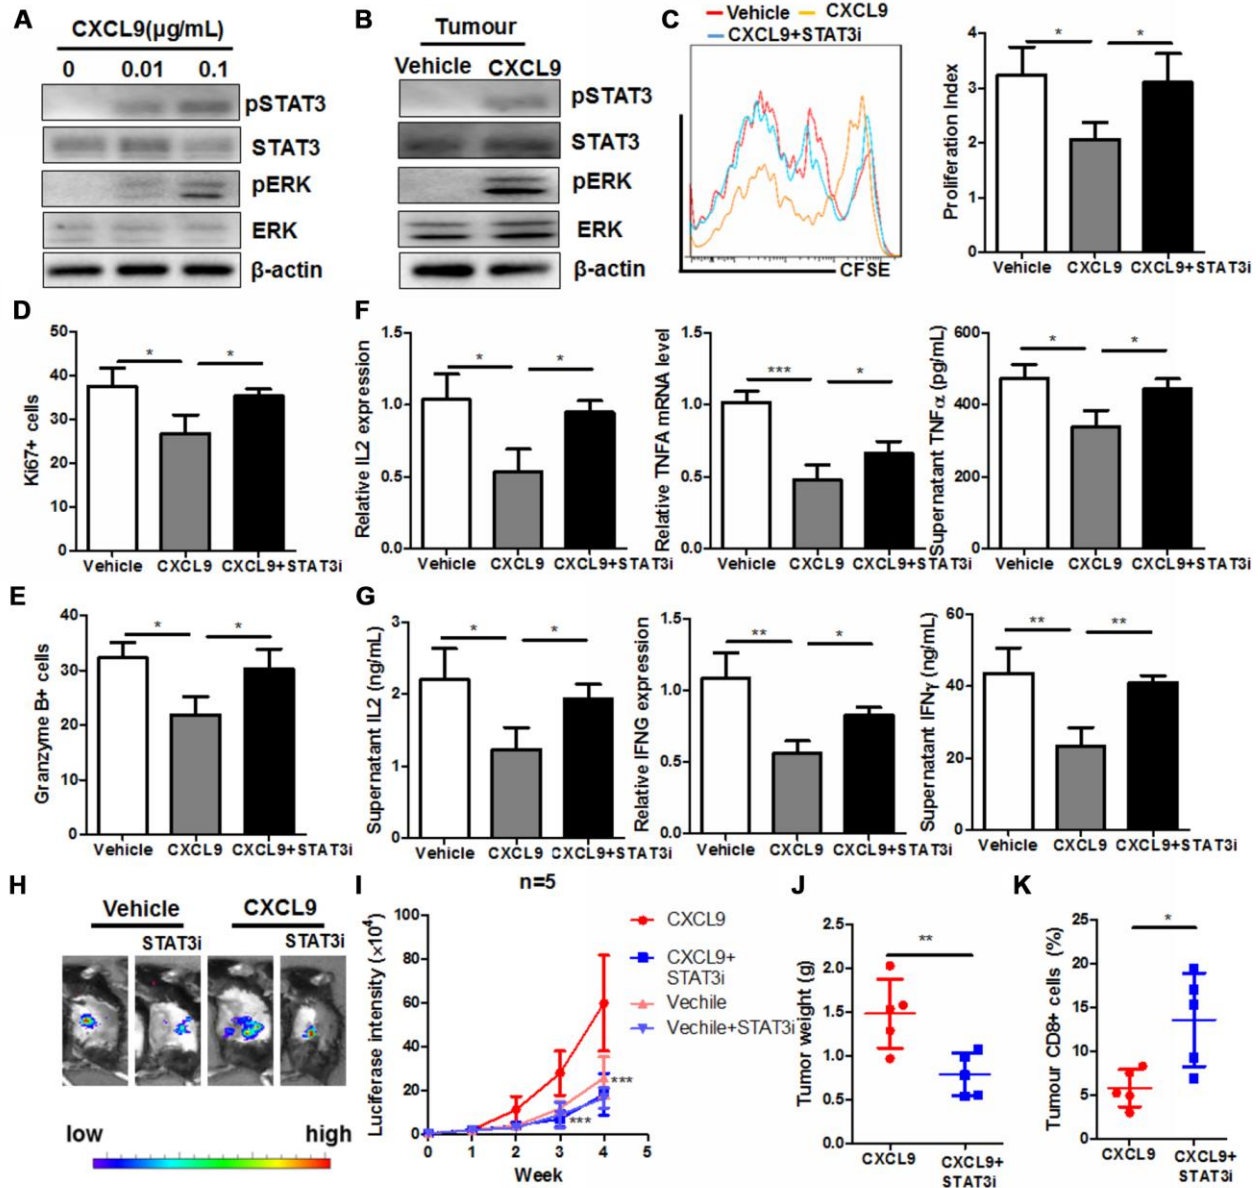 A
CXCL9(μg/mL)
0 0.01 0.1
pSTAT3
STAT3
pERK
ERK
β-actin
B
Tumour
Vehicle CXCL9
pSTAT3
STAT3
pERK
ERK
β-actin
C
Vehicle CXCL9
CXCL9+STAT3i
CFSE
Proliferation Index
4
3
2
1
0
* *
Vehicle CXCL9 CXCL9+STAT3i
D
Ki67+ cells
50
40
30
20
10
0
* *
Vehicle CXCL9 CXCL9+STAT3i
F
Relative IL2 expression
1.5
1.0
0.5
0.0
* *
Vehicle CXCL9 CXCL9+STAT3i
Relative TNFA mRNA level
1.5
1.0
0.5
0.0
*** *
Vehicle CXCL9 CXCL9+STAT3i
Supernatant TNFα (pg/mL)
600
400
200
0
* *
Vehicle CXCL9 CXCL9+STAT3i
E
Granzyme B+ cells
40
30
20
10
0
* *
Vehicle CXCL9 CXCL9+STAT3i
G
Supernatant IL2 (ng/mL)
3
2
1
0
* *
Vehicle CXCL9 CXCL9+STAT3i
Relative IFNG expression
1.5
1.0
0.5
0.0
** *
Vehicle CXCL9 CXCL9+STAT3i
Supernatant IFNγ (ng/mL)
60
40
20
0
** **
Vehicle CXCL9 CXCL9+STAT3i
H
Vehicle CXCL9
STAT3i STAT3i
low high
I
n=5
Luciferase intensity (×10⁴)
100
80
60
40
20
0
0 1 2 3 4 5
Week
***
***
CXCL9
CXCL9+
STAT3i
Vechile
Vechile+STAT3i
J
Tumor weight (g)
2.5
2.0
1.5
1.0
0.5
0.0
**
CXCL9 CXCL9+
STAT3i
K
Tumour CD8+ cells (%)
25
20
15
10
5
0
*
CXCL9 CXCL9+
STAT3i